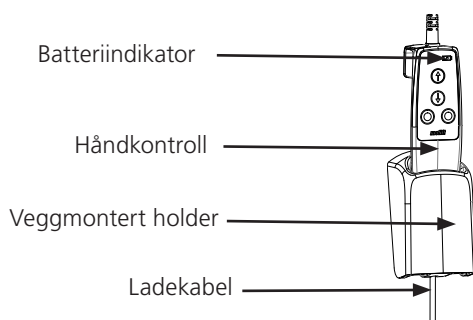 Batteriindikator
Håndkontroll
Veggmontert holder
Ladekabel